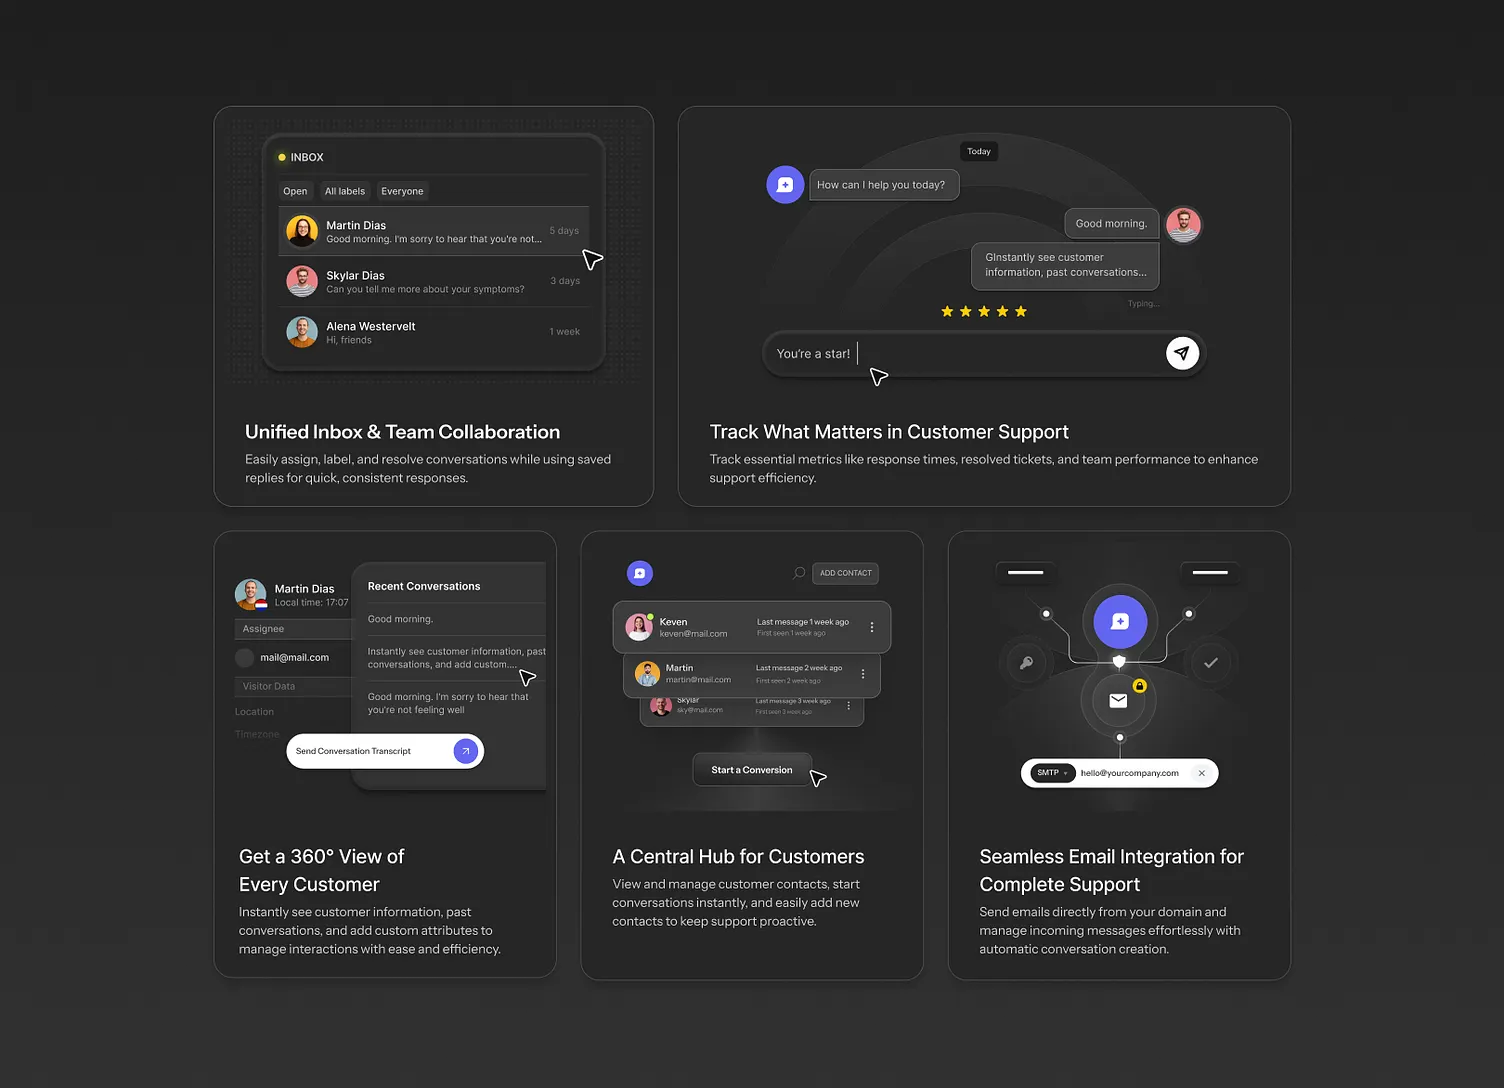 INBOX
Open
All labels
Everyone
Martin Dias
Good morning. I'm sorry to hear that you're not...
5 days
Skylar Dias
Can you tell me more about your symptoms?
3 days
Alena Westervelt
Hi, friends
1 week
Unified Inbox & Team Collaboration
Easily assign, label, and resolve conversations while using saved
replies for quick, consistent responses.
Today
How can I help you today?
Good morning.
GInstantly see customer
information, past conversations...
Typing...
You're a star!
Track What Matters in Customer Support
Track essential metrics like response times, resolved tickets, and team performance to enhance
support efficiency.
Martin Dias
Local time: 17:07
Assignee
mail@mail.com
Visitor Data
Location
Timezone
Recent Conversations
Good morning.
Instantly see customer information, past
conversations, and add custom....
Good morning. I'm sorry to hear that
you're not feeling well
Send Conversation Transcript
Get a 360° View of
Every Customer
Instantly see customer information, past
conversations, and add custom attributes to
manage interactions with ease and efficiency.
ADD CONTACT
Keven
keven@mail.com
Last message 1 week ago
First seen 1 week ago
Martin
martin@mail.com
Last message 2 week ago
First seen 2 week ago
Skylar
sky@mail.com
Last message 3 week ago
First seen 3 week ago
Start a Conversion
A Central Hub for Customers
View and manage customer contacts, start
conversations instantly, and easily add new
contacts to keep support proactive.
SMTP
hello@yourcompany.com
Seamless Email Integration for
Complete Support
Send emails directly from your domain and
manage incoming messages effortlessly with
automatic conversation creation.